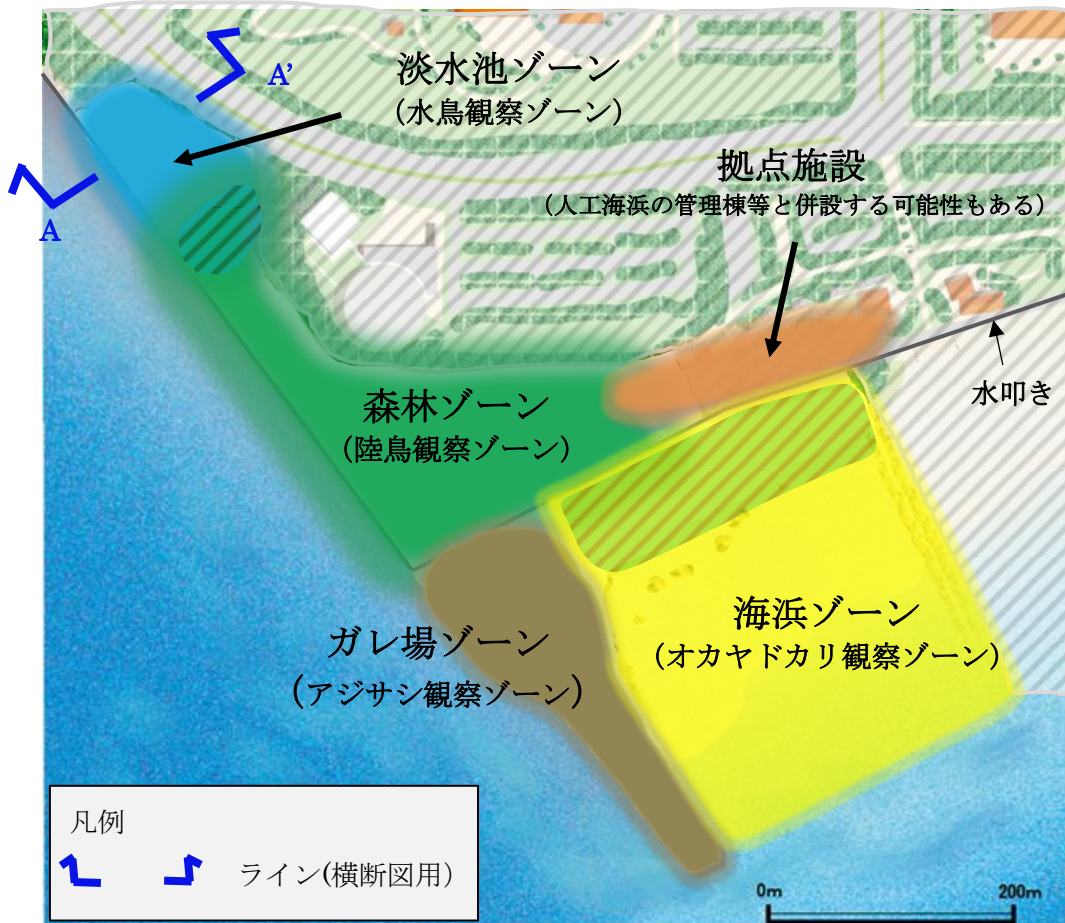 A’
淡水池ゾーン
(水鳥観察ゾーン)
拠点施設
(人工海浜の管理棟等と併設する可能性もある)
A
水叩き
森林ゾーン
(陸鳥観察ゾーン)
海浜ゾーン
(オカヤドカリ観察ゾーン)
ガレ場ゾーン
(アジサシ観察ゾーン)
凡例
ライン(横断図用)
0m 200m